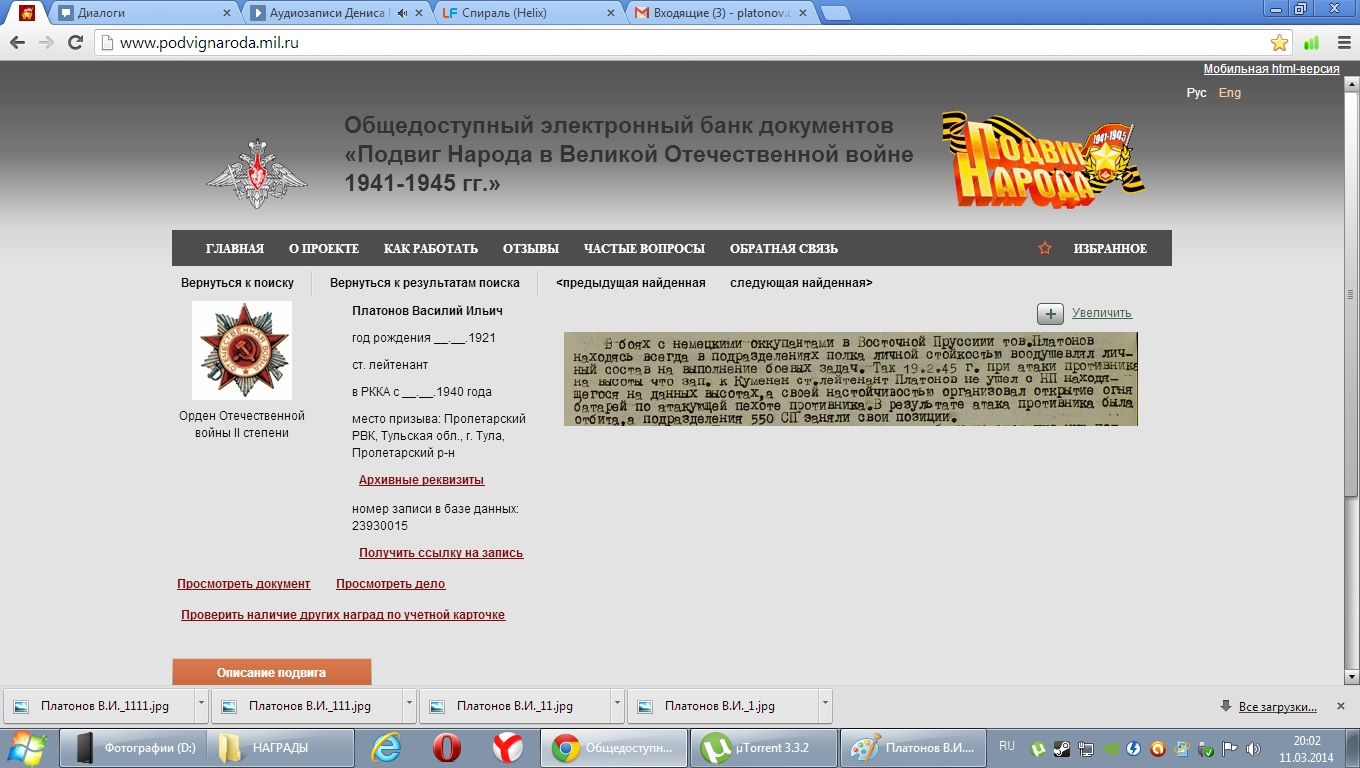 Диалоги
Аудиозаписи Дениса
Спираль (Helix)
Входящие (3) - platonov.
www.podvignaroda.mil.ru
Мобильная html-версия
Рус Eng
Общедоступный электронный банк документов
«Подвиг Народа в Великой Отечественной войне
1941-1945 гг.»
1941-1945
ПОДВИГ
НАРОДА
ГЛАВНАЯ О ПРОЕКТЕ КАК РАБОТАТЬ ОТЗЫВЫ ЧАСТЫЕ ВОПРОСЫ ОБРАТНАЯ СВЯЗЬ ИЗБРАННОЕ
Вернуться к поиску Вернуться к результатам поиска <предыдущая найденная следующая найденная>
ОТЕЧЕСТВЕННАЯ ВОЙНА
Орден Отечественной
войны II степени
Платонов Василий Ильич
год рождения __.__.1921
ст. лейтенант
в РККА с __.__.1940 года
место призыва: Пролетарский
РВК, Тульская обл., г. Тула,
Пролетарский р-н
Архивные реквизиты
номер записи в базе данных:
23930015
Получить ссылку на запись
Увеличить
В боях с немецкими оккупантами в Восточной Пруссиии тов.Платонов
находясь всегда в подразделениях полка личной стойкостью воодушевлял лич-
ный состав на выполнение боевых задач. Так 19.2.45 г. при атаки противника
на высоты что зап. к Куменен ст.лейтенант Платонов не ушел с НП находя-
щегося на данных высотах,а своей настойчивостью организовал открытие огня
батарей по атакующей пехоте противника.В результате атака противника была
отбита,а подразделения 550 СП заняли свои позиции.
Просмотреть документ Просмотреть дело
Проверить наличие других наград по учетной карточке
Описание подвига
Платонов В.И._1111.jpg
Платонов В.И._111.jpg
Платонов В.И._11.jpg
Платонов В.И._1.jpg
Все загрузки...
Фотографии (D:)
НАГРАДЫ
Общедоступн...
µTorrent 3.3.2
Платонов В.И....
RU
20:02
11.03.2014